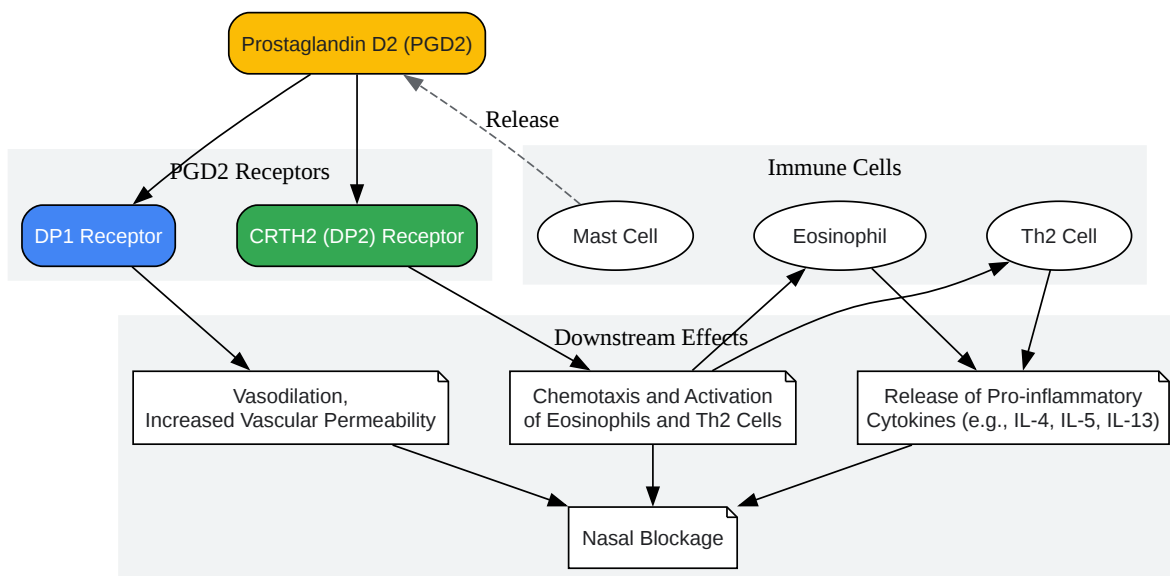 Prostaglandin D2 (PGD2)
Release
PGD2 Receptors
Immune Cells
DP1 Receptor
CRTH2 (DP2) Receptor
Mast Cell
Eosinophil
Th2 Cell
Downstream Effects
Vasodilation,
Increased Vascular Permeability
Chemotaxis and Activation
of Eosinophils and Th2 Cells
Release of Pro-inflammatory
Cytokines (e.g., IL-4, IL-5, IL-13)
Nasal Blockage